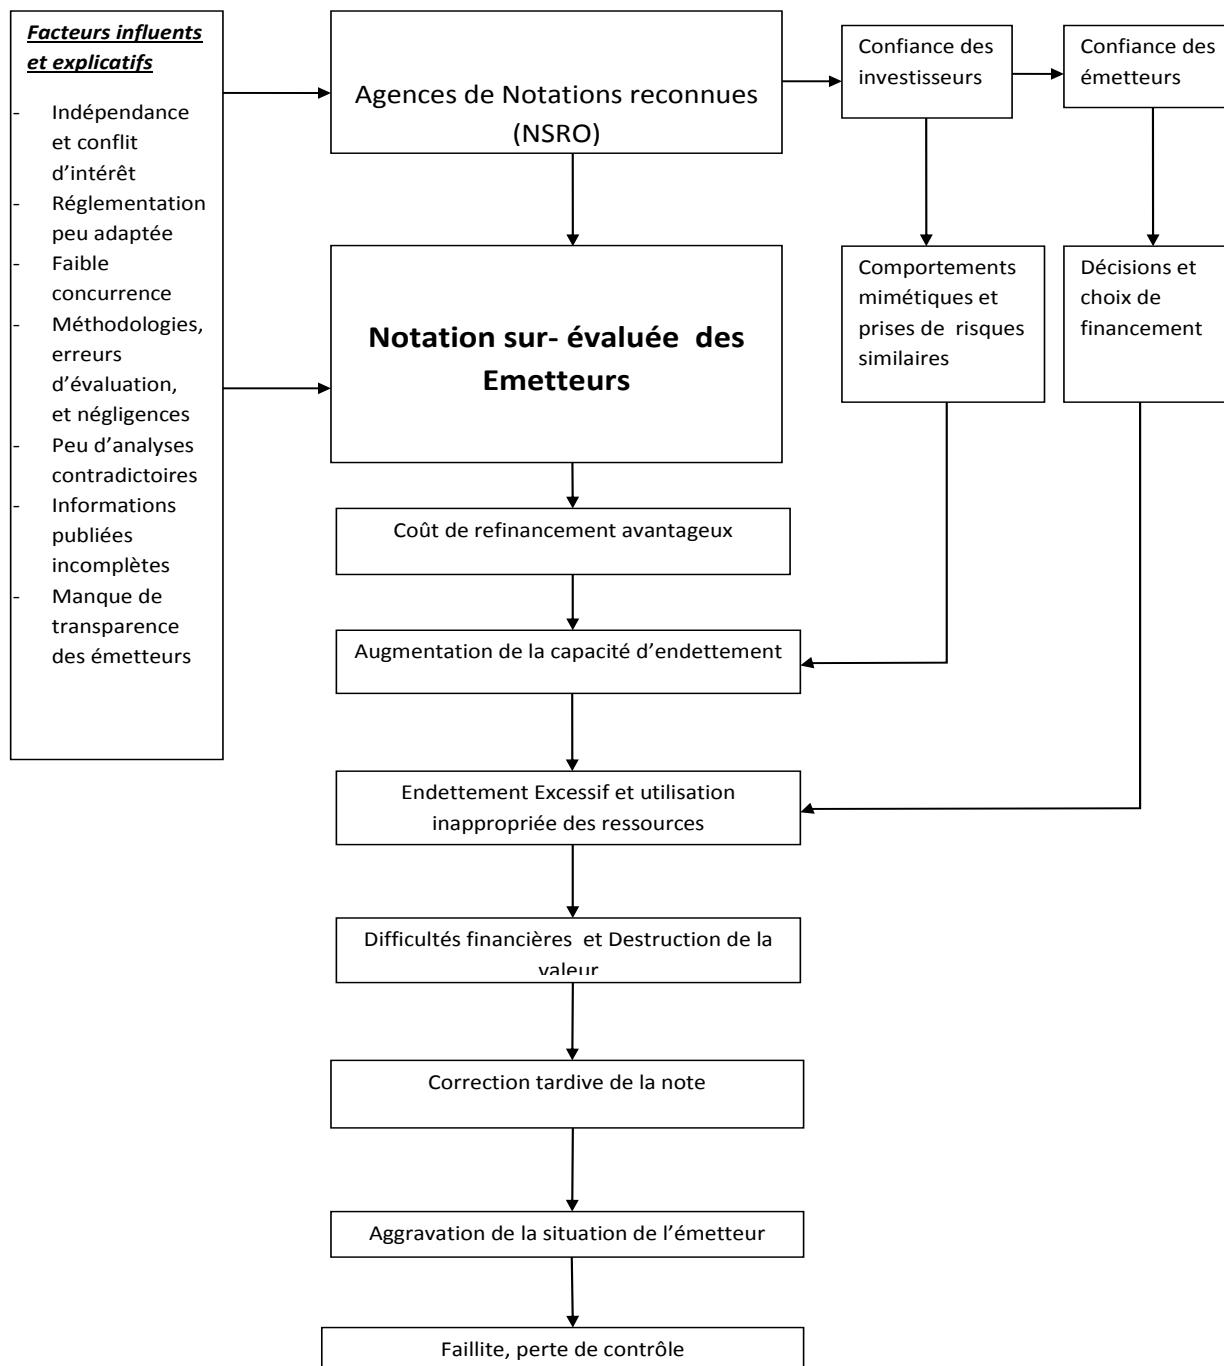 Facteurs influents
et explicatifs
- Indépendance
et conflit
d’intérêt
- Réglementation
peu adaptée
- Faible
concurrence
- Méthodologies,
erreurs
d’évaluation,
et négligences
- Peu d’analyses
contradictoires
- Informations
publiées
incomplètes
- Manque de
transparence
des émetteurs
Agences de Notations reconnues
(NSRO)
Confiance des
investisseurs
Confiance des
émetteurs
Notation sur- évaluée des
Emetteurs
Comportements
mimétiques et
prises de risques
similaires
Décisions et
choix de
financement
Coût de refinancement avantageux
Augmentation de la capacité d’endettement
Endettement Excessif et utilisation
inappropriée des ressources
Difficultés financières et Destruction de la
valeur
Correction tardive de la note
Aggravation de la situation de l’émetteur
Faillite, perte de contrôle